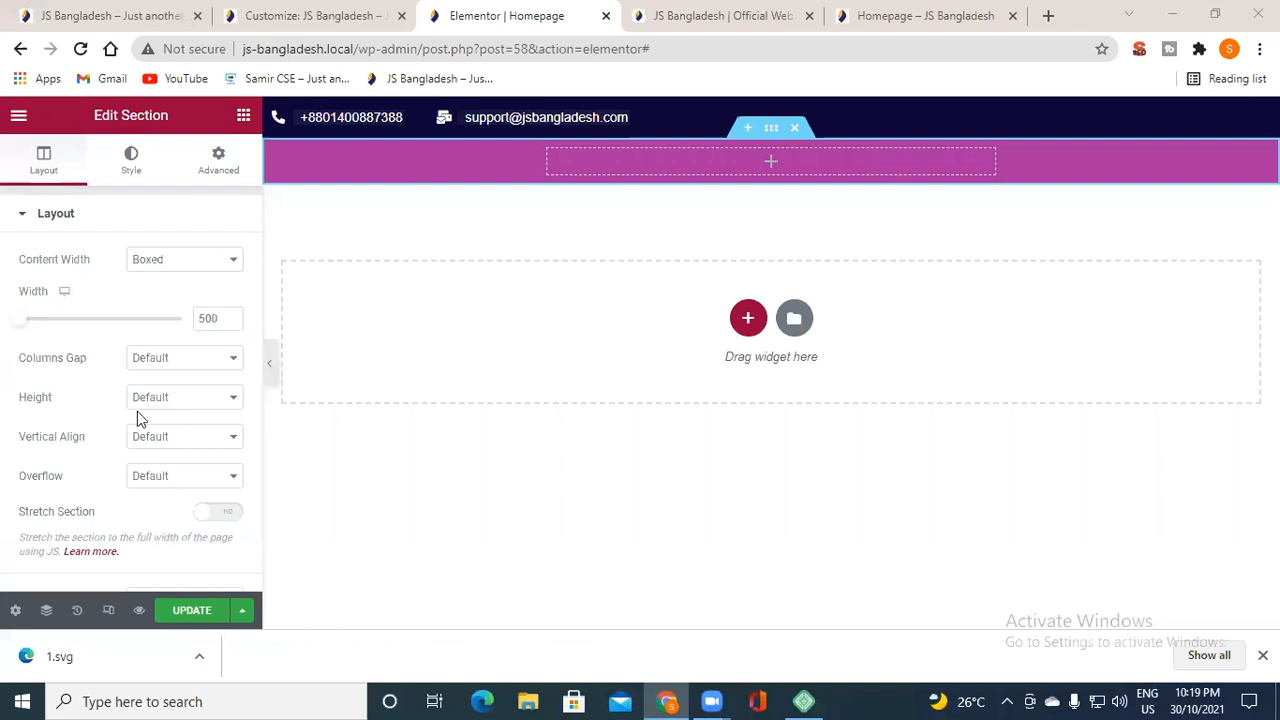 JS Bangladesh – Just another
Customize: JS Bangladesh – Just
Elementor | Homepage
JS Bangladesh | Official Web
Homepage – JS Bangladesh
Not secure
js-bangladesh.local/wp-admin/post.php?post=58&action=elementor#
Apps
Gmail
YouTube
Samir CSE – Just an...
JS Bangladesh – Jus...
Reading list
Edit Section
+8801400887388
support@jsbangladesh.com
Layout
Style
Advanced
Layout
Content Width
Boxed
Width
500
Columns Gap
Default
Height
Default
Vertical Align
Default
Overflow
Default
Stretch Section
NO
Stretch the section to the full width of the page
using JS. Learn more.
Drag widget here
UPDATE
Activate Windows
Go to Settings to activate Windows.
1.svg
Show all
Type here to search
26°C
ENG
US
10:19 PM
30/10/2021